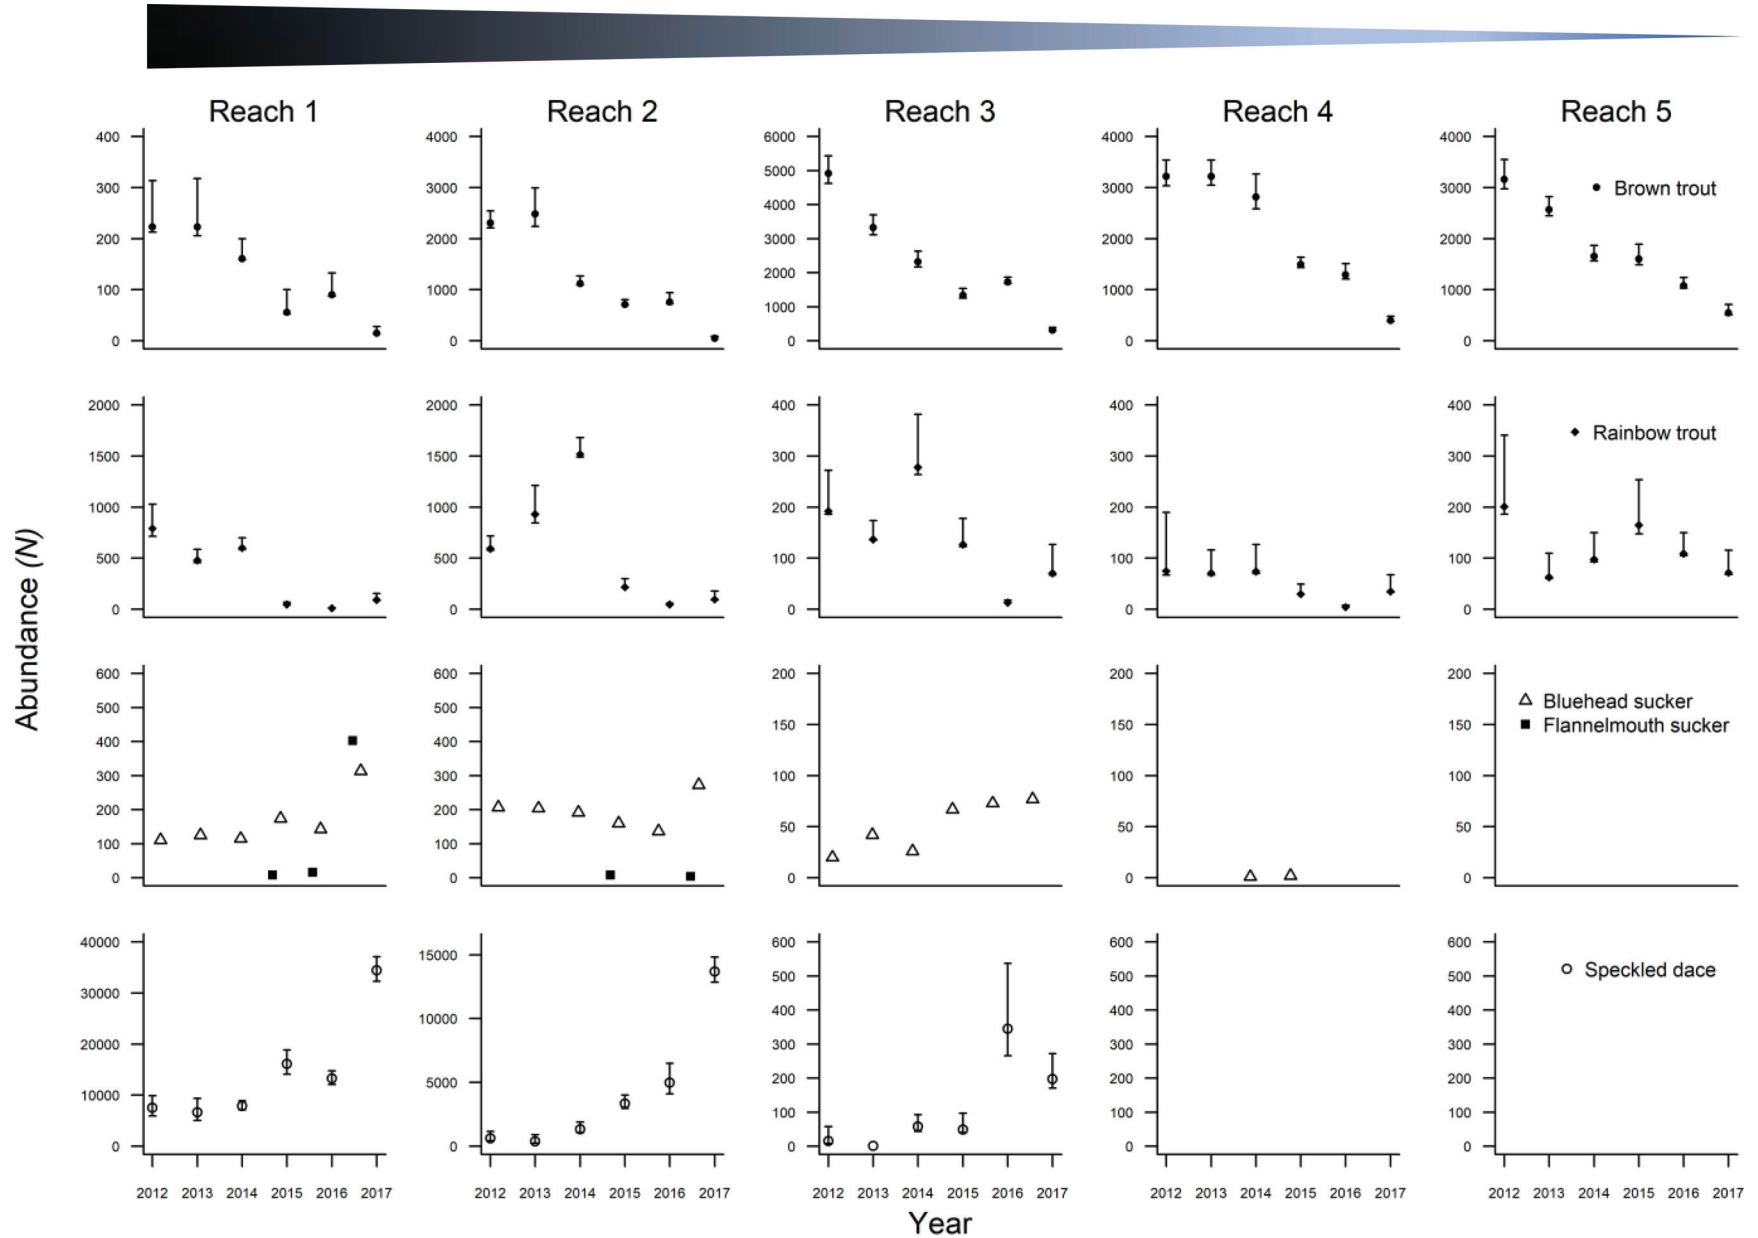 Reach 1 Reach 2 Reach 3 Reach 4 Reach 5
400 4000 6000 4000 4000
5000
300 3000 3000 3000 Brown trout
4000
200 2000 3000 2000 2000
2000
100 1000 1000 1000
1000
0 0 0 0 0
2000 2000 400 400 400
Rainbow trout
1500 1500 300 300 300
1000 1000 200 200 200
500 500 100 100 100
0 0 0 0 0
Abundance (N)
600 600 200 200 200
Bluehead sucker
500 500
Flannelmouth sucker
150 150 150
400 400
300 300 100 100 100
200 200
50 50 50
100 100
0 0 0 0 0
40000 600 600 600
15000
500 500 500 Speckled dace
30000
400 400 400
10000
20000 300 300 300
200 200 200
5000
10000
100 100 100
0 0 0 0 0
2012 2013 2014 2015 2016 2017 2012 2013 2014 2015 2016 2017 2012 2013 2014 2015 2016 2017 2012 2013 2014 2015 2016 2017 2012 2013 2014 2015 2016 2017
Year